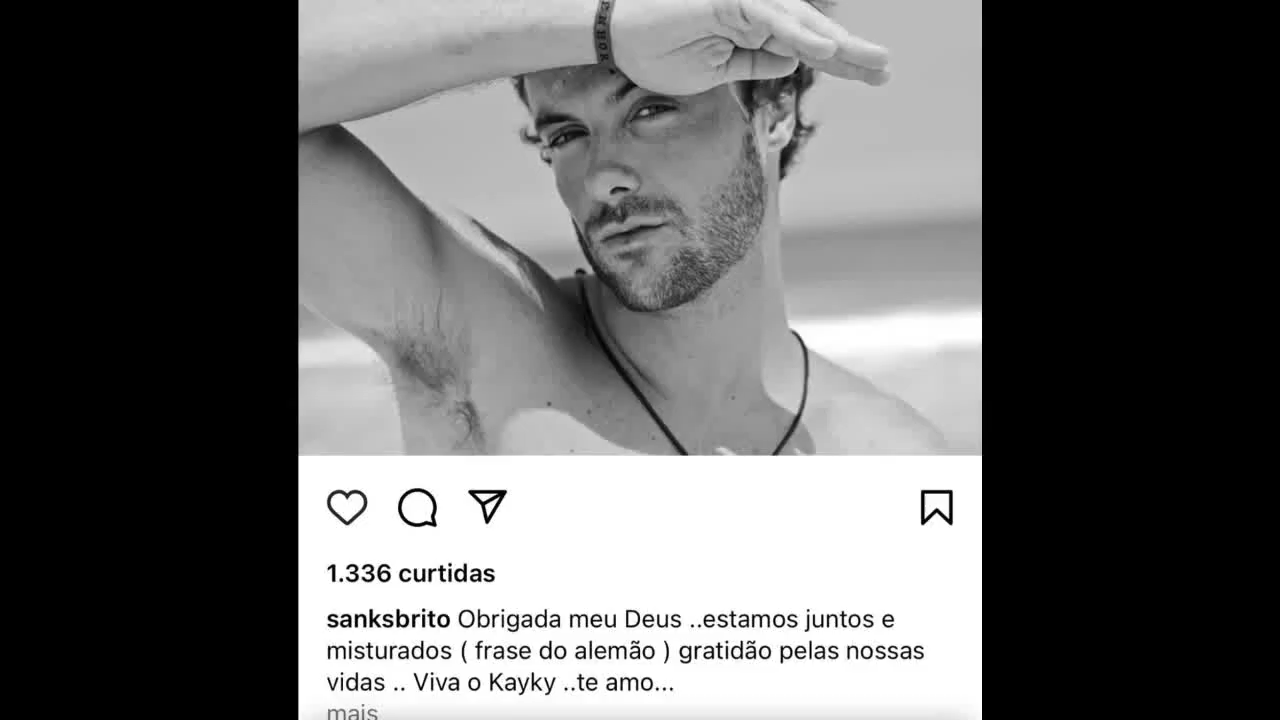 1.336 curtidas
sanksbrito Obrigada meu Deus ..estamos juntos e
misturados ( frase do alemão ) gratidão pelas nossas
vidas .. Viva o Kayky ..te amo...
mais